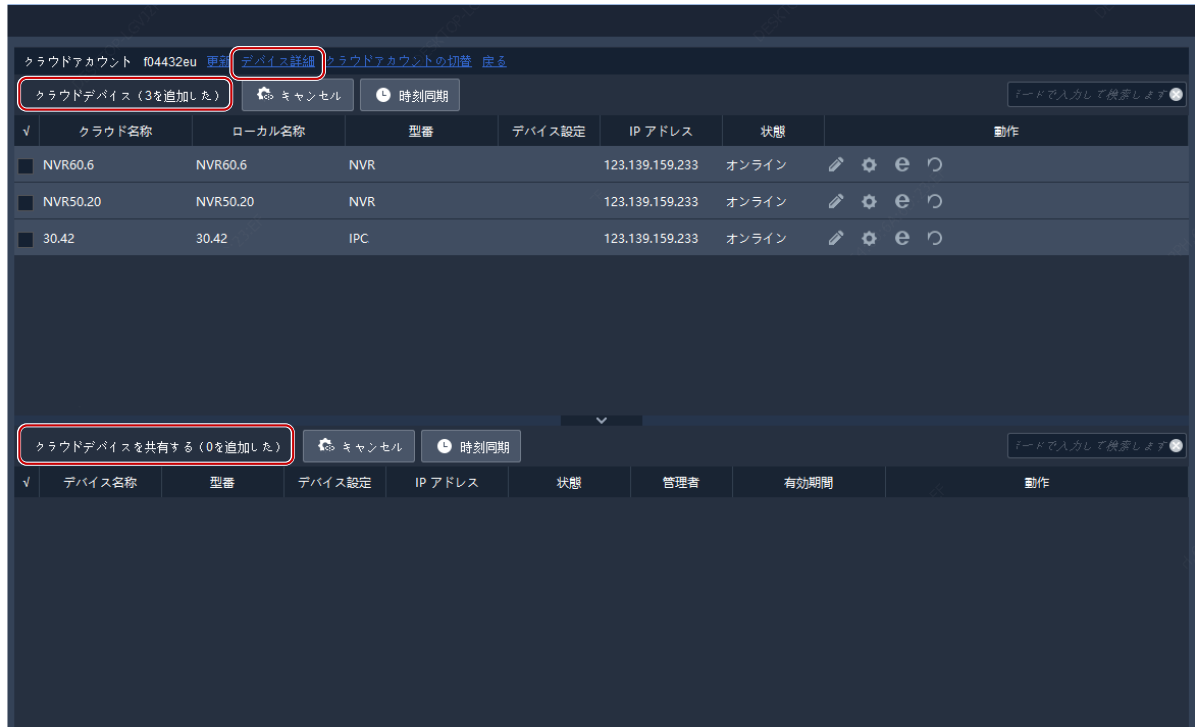 クラウドアカウント f04432eu 更新 デバイス詳細 クラウドアカウントの切替 戻る
クラウドデバイス（3を追加した） キャンセル 時刻同期 ードで入力して検索します
√ クラウド名称 ローカル名称 型番 デバイス設定 IP アドレス 状態 動作
NVR60.6 NVR60.6 NVR 123.139.159.233 オンライン
NVR50.20 NVR50.20 NVR 123.139.159.233 オンライン
30.42 30.42 IPC 123.139.159.233 オンライン
クラウドデバイスを共有する（0を追加した） キャンセル 時刻同期 ードで入力して検索します
√ デバイス名称 型番 デバイス設定 IP アドレス 状態 管理者 有効期間 動作